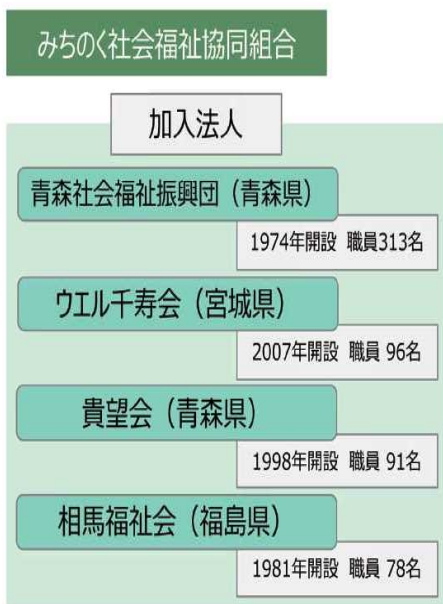 みちのく社会福祉協同組合
加入法人
青森社会福祉振興団（青森県）
1974年開設 職員313名
ウエル千寿会（宮城県）
2007年開設 職員 96名
貴望会（青森県）
1998年開設 職員 91名
相馬福祉会（福島県）
1981年開設 職員 78名